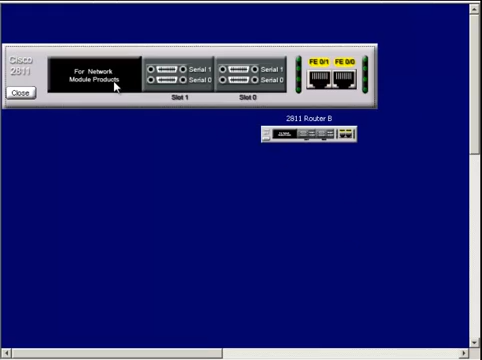 Cisco
2811
Close
For Network
Module Products
Serial 1
Serial 0
Slot 1
Serial 1
Serial 0
Slot 0
FE 0/1
FE 0/0
2811 Router B